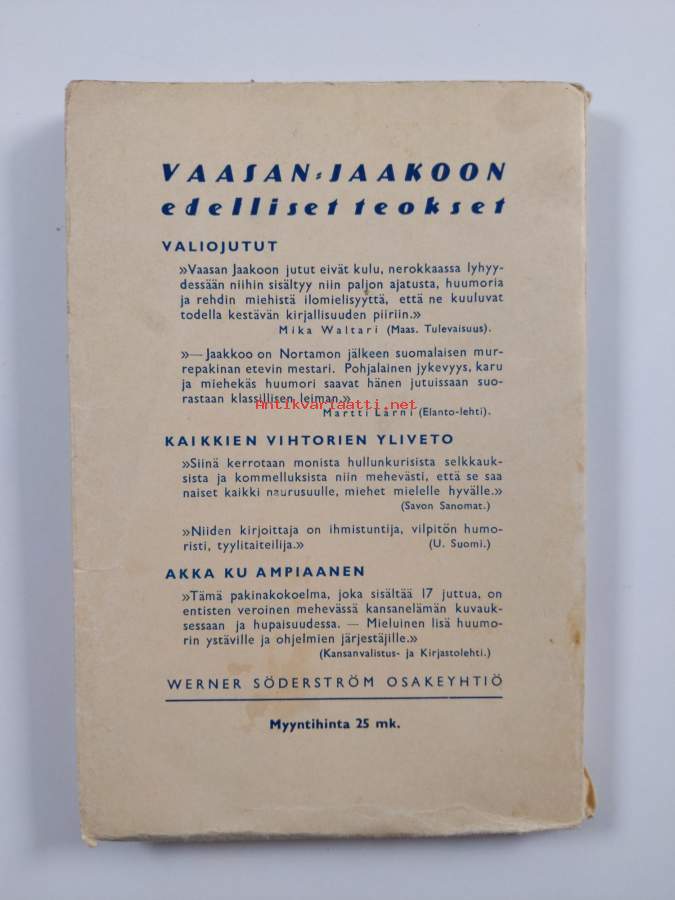 VAASAN-JAAKOON
edelliset teokset
VALIOJUTUT
»Vaasan Jaakoon jutut eivät kulu, nerokkaassa lyhyy-
dessään niihin sisältyy niin paljon ajatusta, huumoria
ja rehdin miehistä ilomielisyyttä, että ne kuuluvat
todella kestävän kirjallisuuden piiriin.»
Mika Waltari (Maas. Tulevaisuus).
»— Jaakkoo on Nortamon jälkeen suomalaisen mur-
repakinan etevin mestari. Pohjalainen jykevyys, karu
ja miehekäs huumori saavat hänen jutuissaan suo-
rastaan klassillisen leiman.»
Antikvariaatti.net
Martti Larni (Elanto-lehti).
KAIKKIEN VIHTORIEN YLIVETO
»Siinä kerrotaan monista hullunkurisista selkkauk-
sista ja kommelluksista niin mehevästi, että se saa
naiset kaikki naurusuulle, miehet mielelle hyvälle.»
(Savon Sanomat.)
»Niiden kirjoittaja on ihmistuntija, vilpitön humo-
risti, tyylitaiteilija.» (U. Suomi.)
AKKA KU AMPIAANEN
»Tämä pakinakokoelma, joka sisältää 17 juttua, on
entisten veroinen mehevässä kansanelämän kuvauk-
sessaan ja hupaisuudessa. — Mieluinen lisä huumo-
rin ystäville ja ohjelmien järjestäjille.»
(Kansanvalistus- ja Kirjastolehti.)
WERNER SÖDERSTRÖM OSAKEYHTIÖ
Myyntihinta 25 mk.